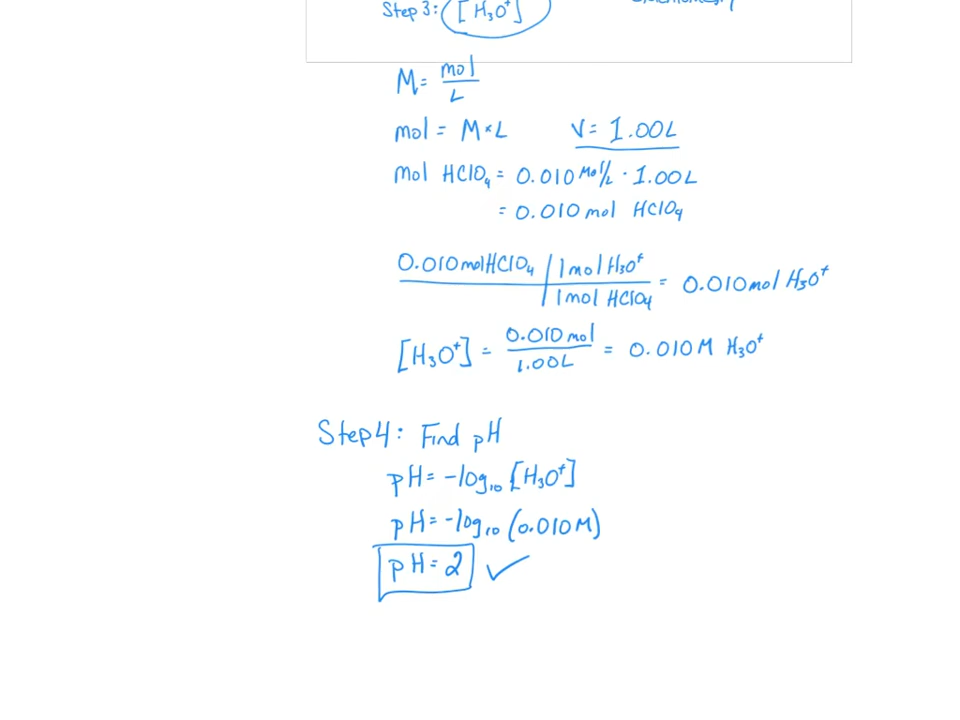 Step 3: [H₃O⁺]
M = mol/L
mol = M × L V = 1.00L
mol HClO₄ = 0.010 Mol/L · 1.00L
= 0.010 mol HClO₄
0.010 mol HClO₄ / 1 mol H₃O⁺
1 mol HClO₄ = 0.010 mol H₃O⁺
[H₃O⁺] = 0.010 mol / 1.00L = 0.010 M H₃O⁺
Step 4: Find pH
pH = -log₁₀ [H₃O⁺]
pH = -log₁₀ (0.010 M)
pH = 2 ✓